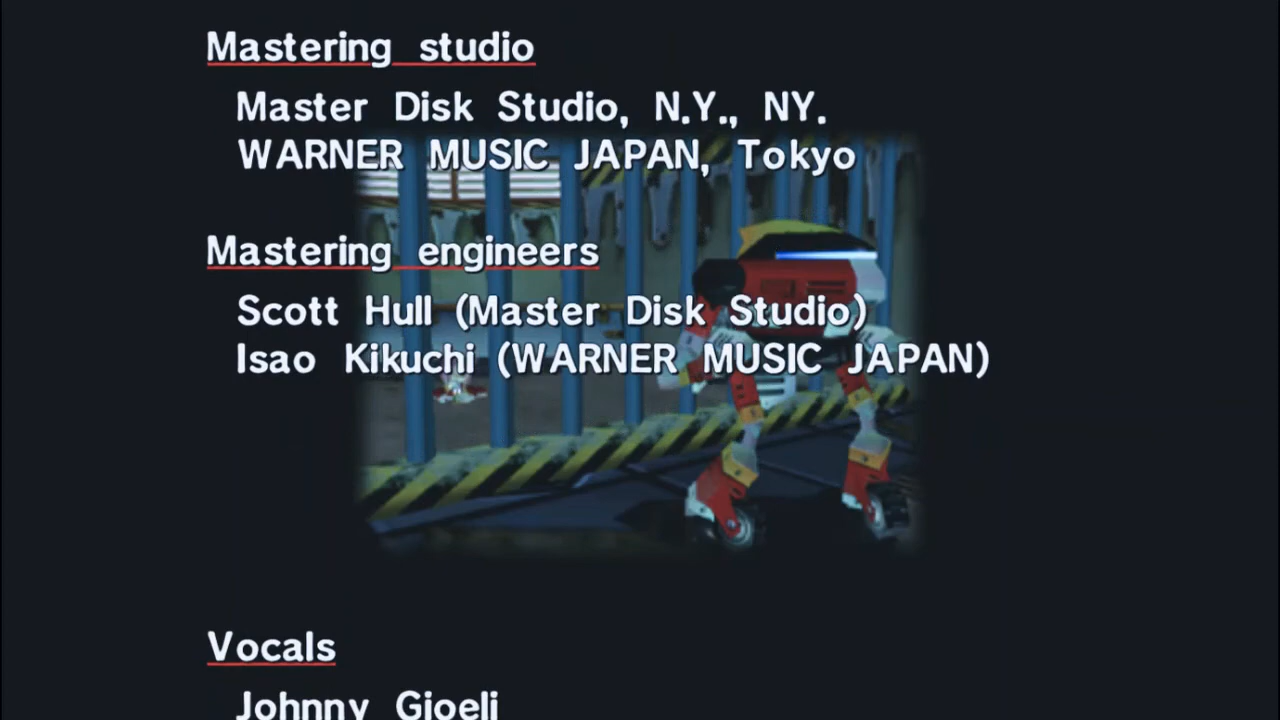 Mastering studio
Master Disk Studio, N.Y., NY.
WARNER MUSIC JAPAN, Tokyo
Mastering engineers
Scott Hull (Master Disk Studio)
Isao Kikuchi (WARNER MUSIC JAPAN)
Vocals
Johnny Gioeli